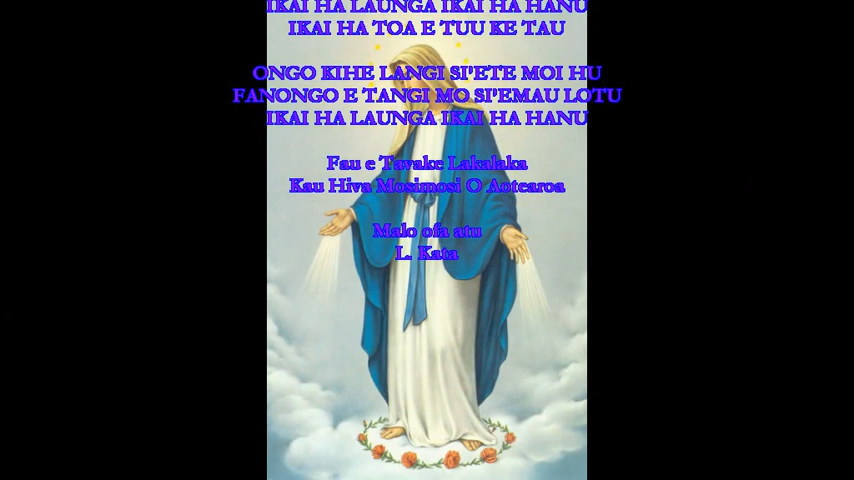 IKAI HA LAUNGA IKAI HA HANU
IKAI HA TOA E TUU KE TAU
ONGO KIHE LANGI SI'ETE MOI HU
FANONGO E TANGI MO SI'EMAU LOTU
IKAI HA LAUNGA IKAI HA HANU
Fau e Tavake Lakalaka
Kau Hiva Mosimosi O Aotearoa
Malo ofa atu
L. Kata